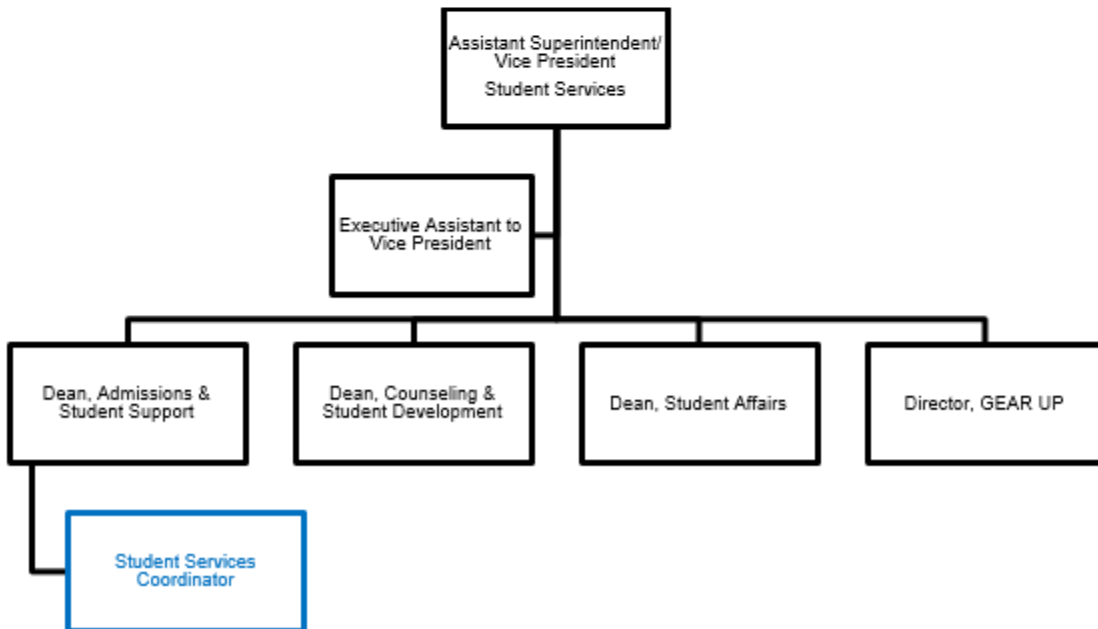 Assistant Superintendent/
Vice President
Student Services
Executive Assistant to
Vice President
Dean, Admissions &
Student Support
Dean, Counseling &
Student Development
Dean, Student Affairs
Director, GEAR UP
Student Services
Coordinator